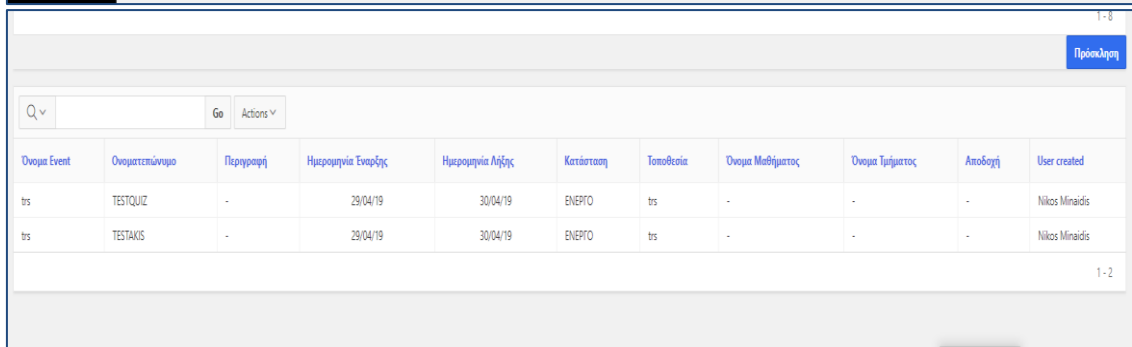 1 - 8
Πρόσκληση
Go Actions
Όνομα Event Ονοματεπώνυμο Περιγραφή Ημερομηνία Έναρξης Ημερομηνία Λήξης Κατάσταση Τοποθεσία Όνομα Μαθήματος Όνομα Τμήματος Αποδοχή User created
trs TESTQUIZ - 29/04/19 30/04/19 ΕΝΕΡΓΟ trs - - - Nikos Minaidis
trs TESTAKIS - 29/04/19 30/04/19 ΕΝΕΡΓΟ trs - - - Nikos Minaidis
1 - 2